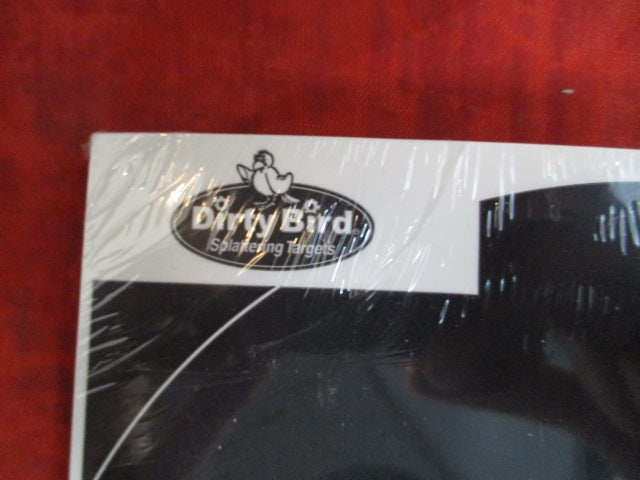 Dirty Bird®
Splattering Targets